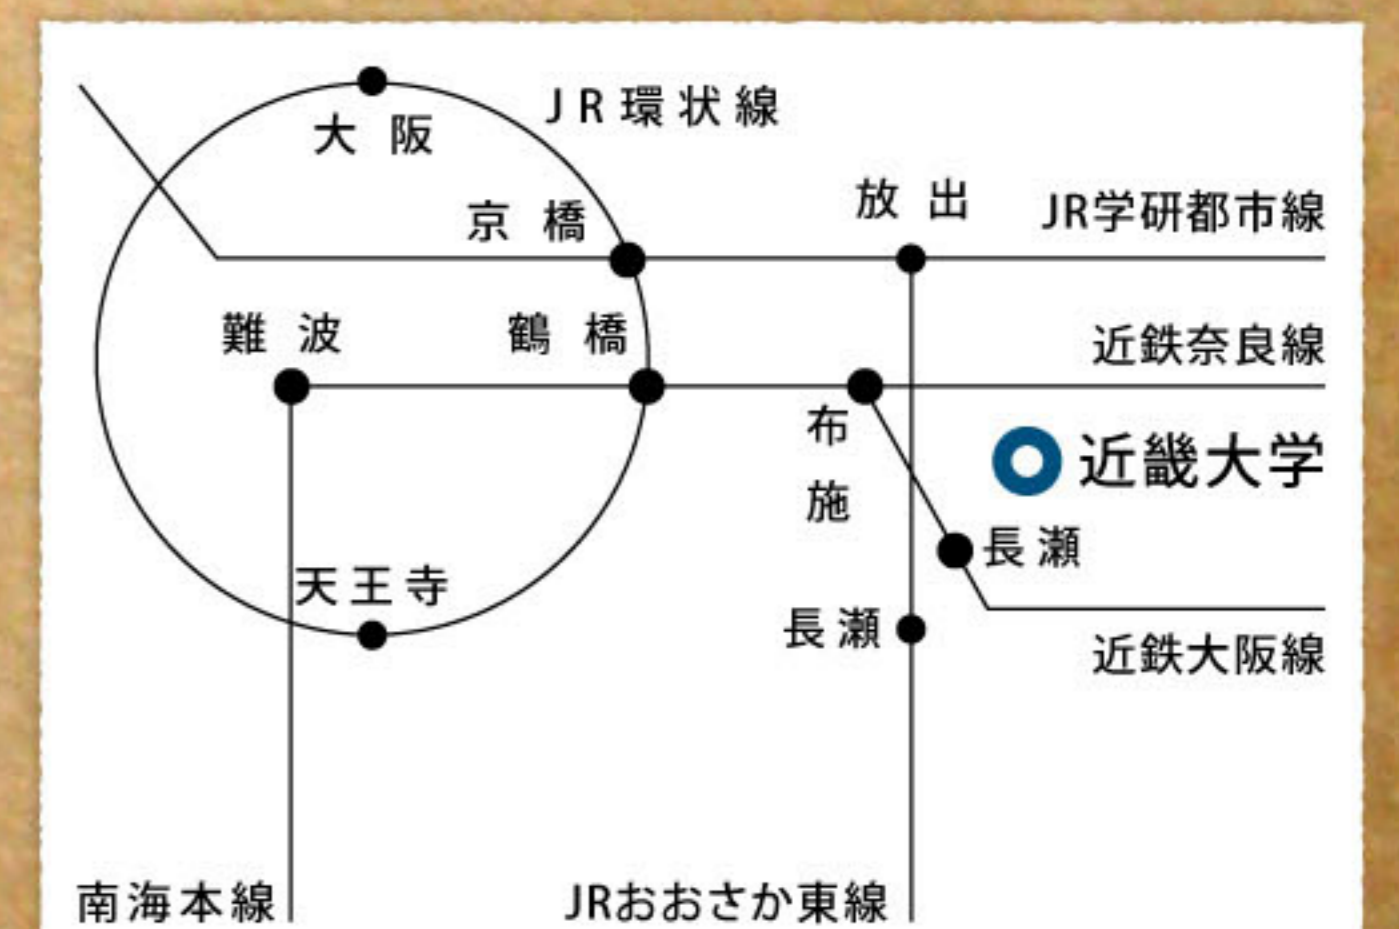 JR環状線
大阪
京橋
放出
JR学研都市線
難波
鶴橋
近鉄奈良線
布施
近畿大学
長瀬
天王寺
長瀬
近鉄大阪線
南海本線
JRおおさか東線